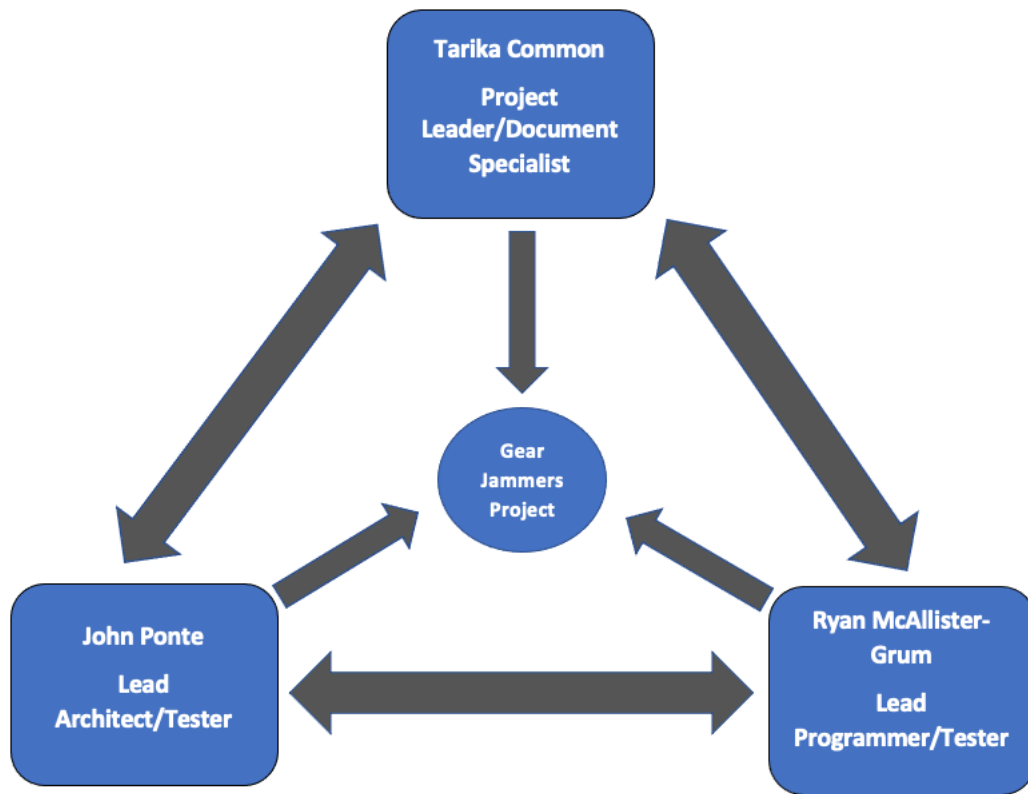 Tarika Common
Project
Leader/Document
Specialist
Gear
Jammers
Project
John Ponte
Lead
Architect/Tester
Ryan McAllister-
Grum
Lead
Programmer/Tester